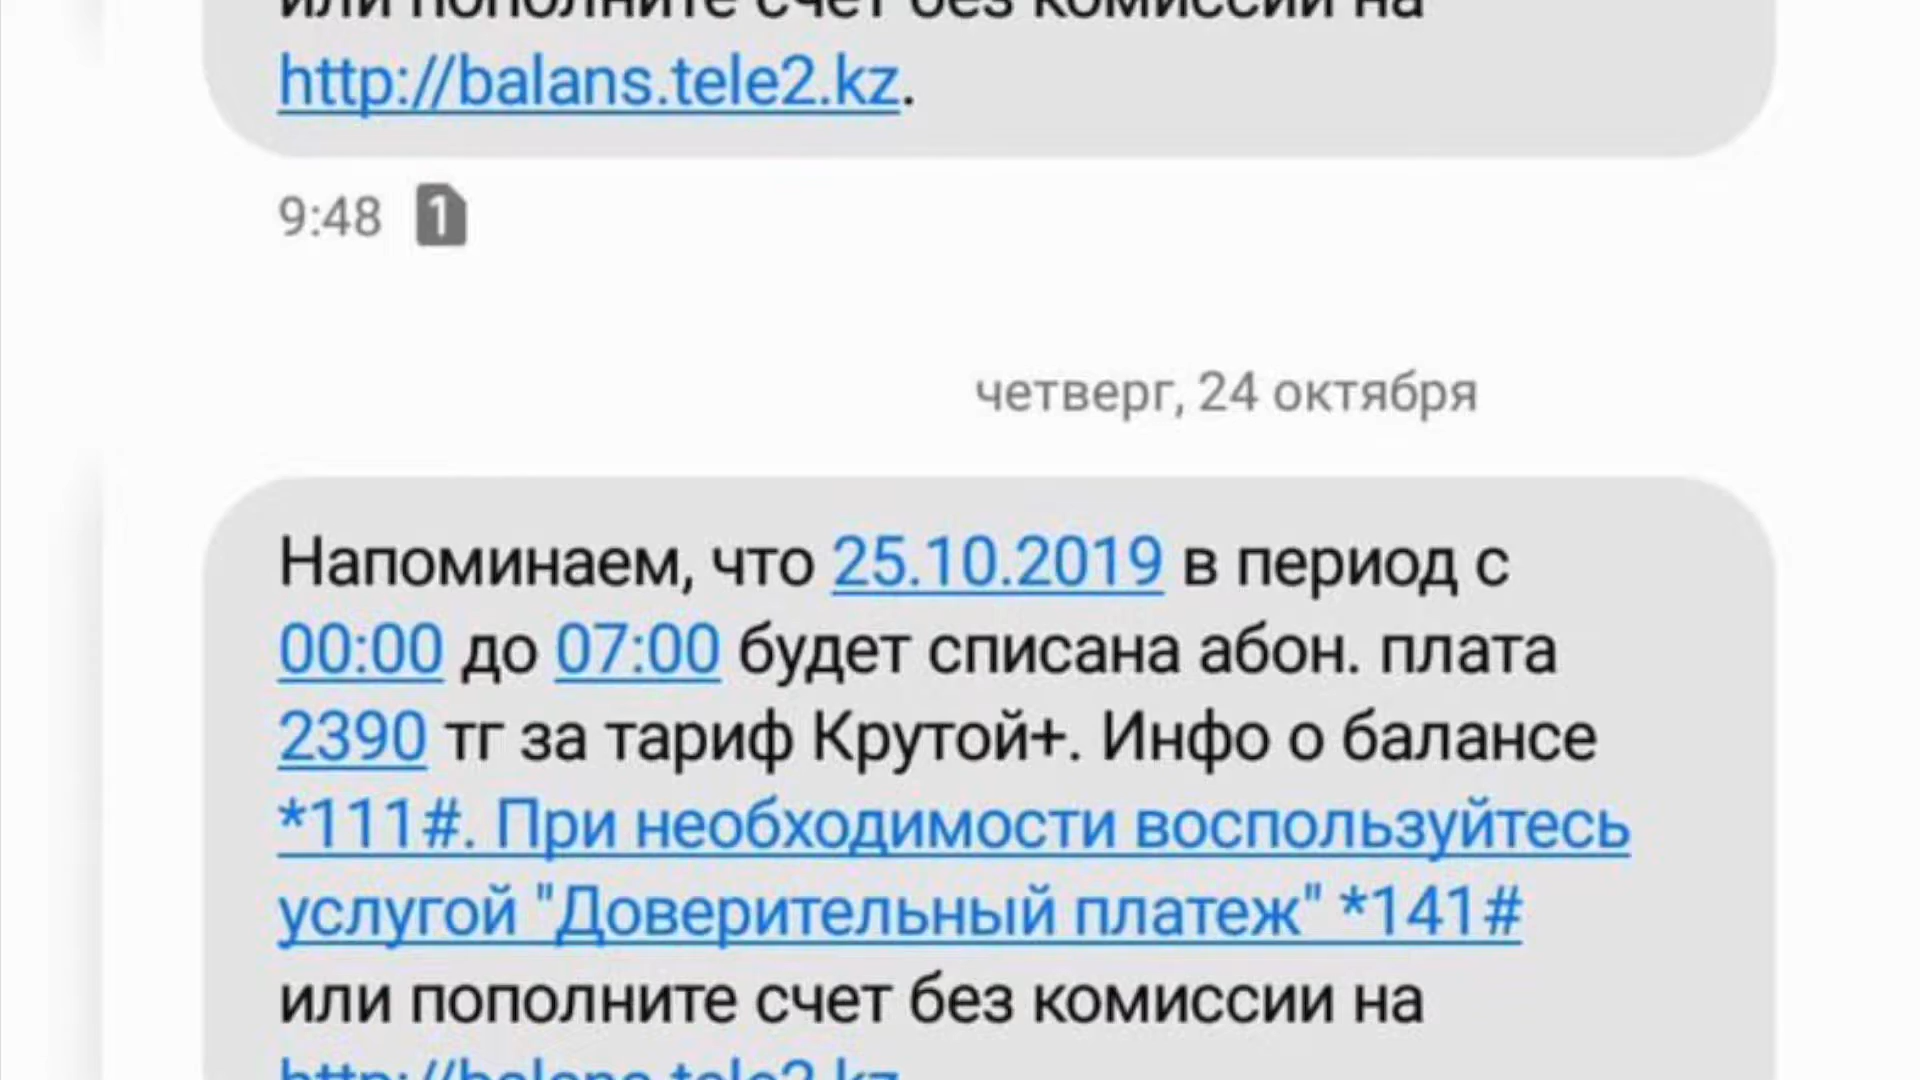 или пополните счет без комиссии на
http://balans.tele2.kz.
9:48 1
четверг, 24 октября
Напоминаем, что 25.10.2019 в период с
00:00 до 07:00 будет списана абон. плата
2390 тг за тариф Крутой+. Инфо о балансе
*111#. При необходимости воспользуйтесь
услугой "Доверительный платеж" *141#
или пополните счет без комиссии на
http://balans.tele2.kz